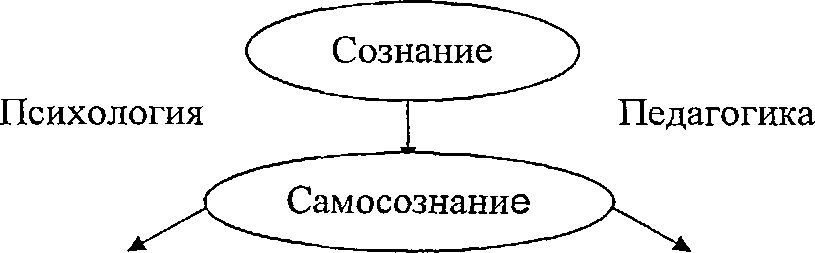 Сознание
Психология
Педагогика
Самосознание